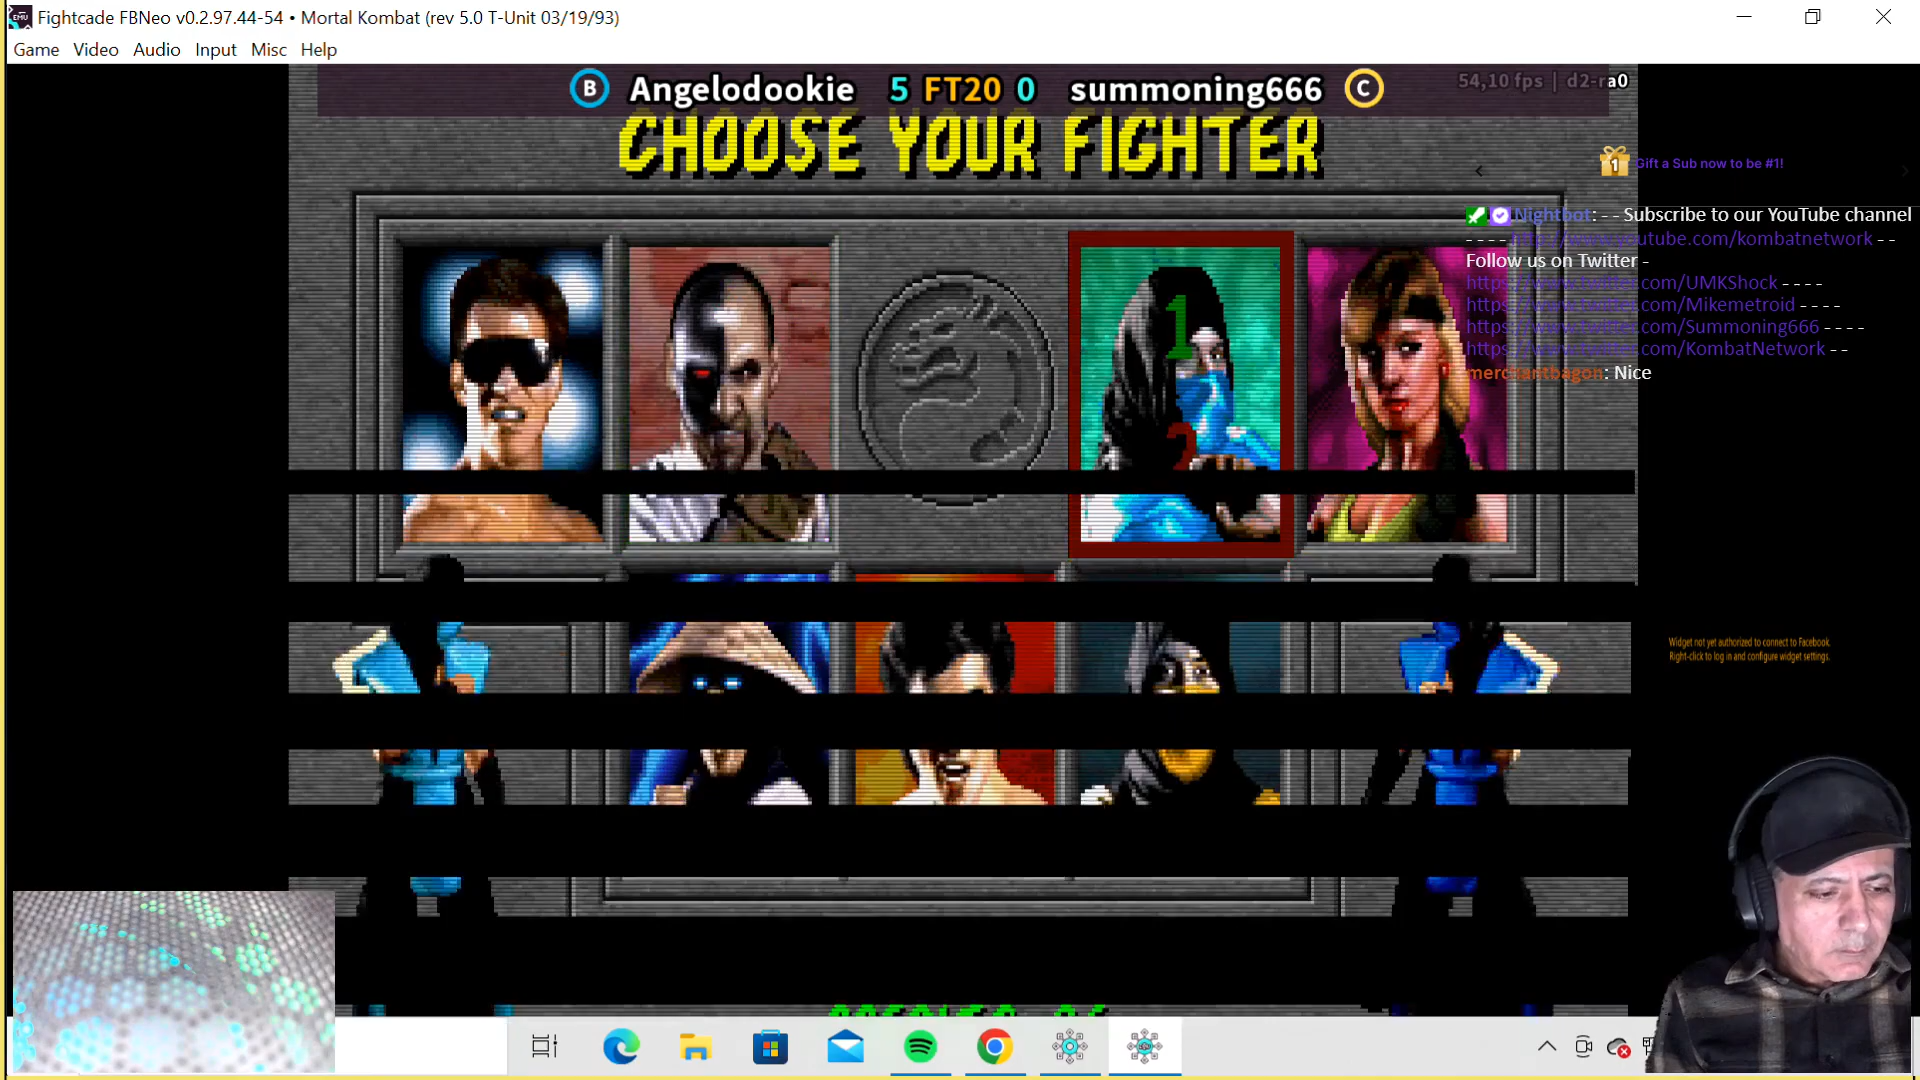 Fightcade FBNeo v0.2.97.44-54 • Mortal Kombat (rev 5.0 T-Unit 03/19/93)
Game Video Audio Input Misc Help
B Angelodookie 5 FT20 0 summoning666 C
54,10 fps | d2-ra0
CHOOSE YOUR FIGHTER
1 Gift a Sub now to be #1!
Nightbot: - - Subscribe to our YouTube channel
- - - - http://www.youtube.com/kombatnetwork - -
Follow us on Twitter -
https://www.twitter.com/UMKShock - - - -
https://www.twitter.com/Mikemetroid - - - -
https://www.twitter.com/Summoning666 - - - -
https://www.twitter.com/KombatNetwork - -
merchantbagon: Nice
1
2
Widget not yet authorized to connect to Facebook.
Right-click to log in and configure widget settings.